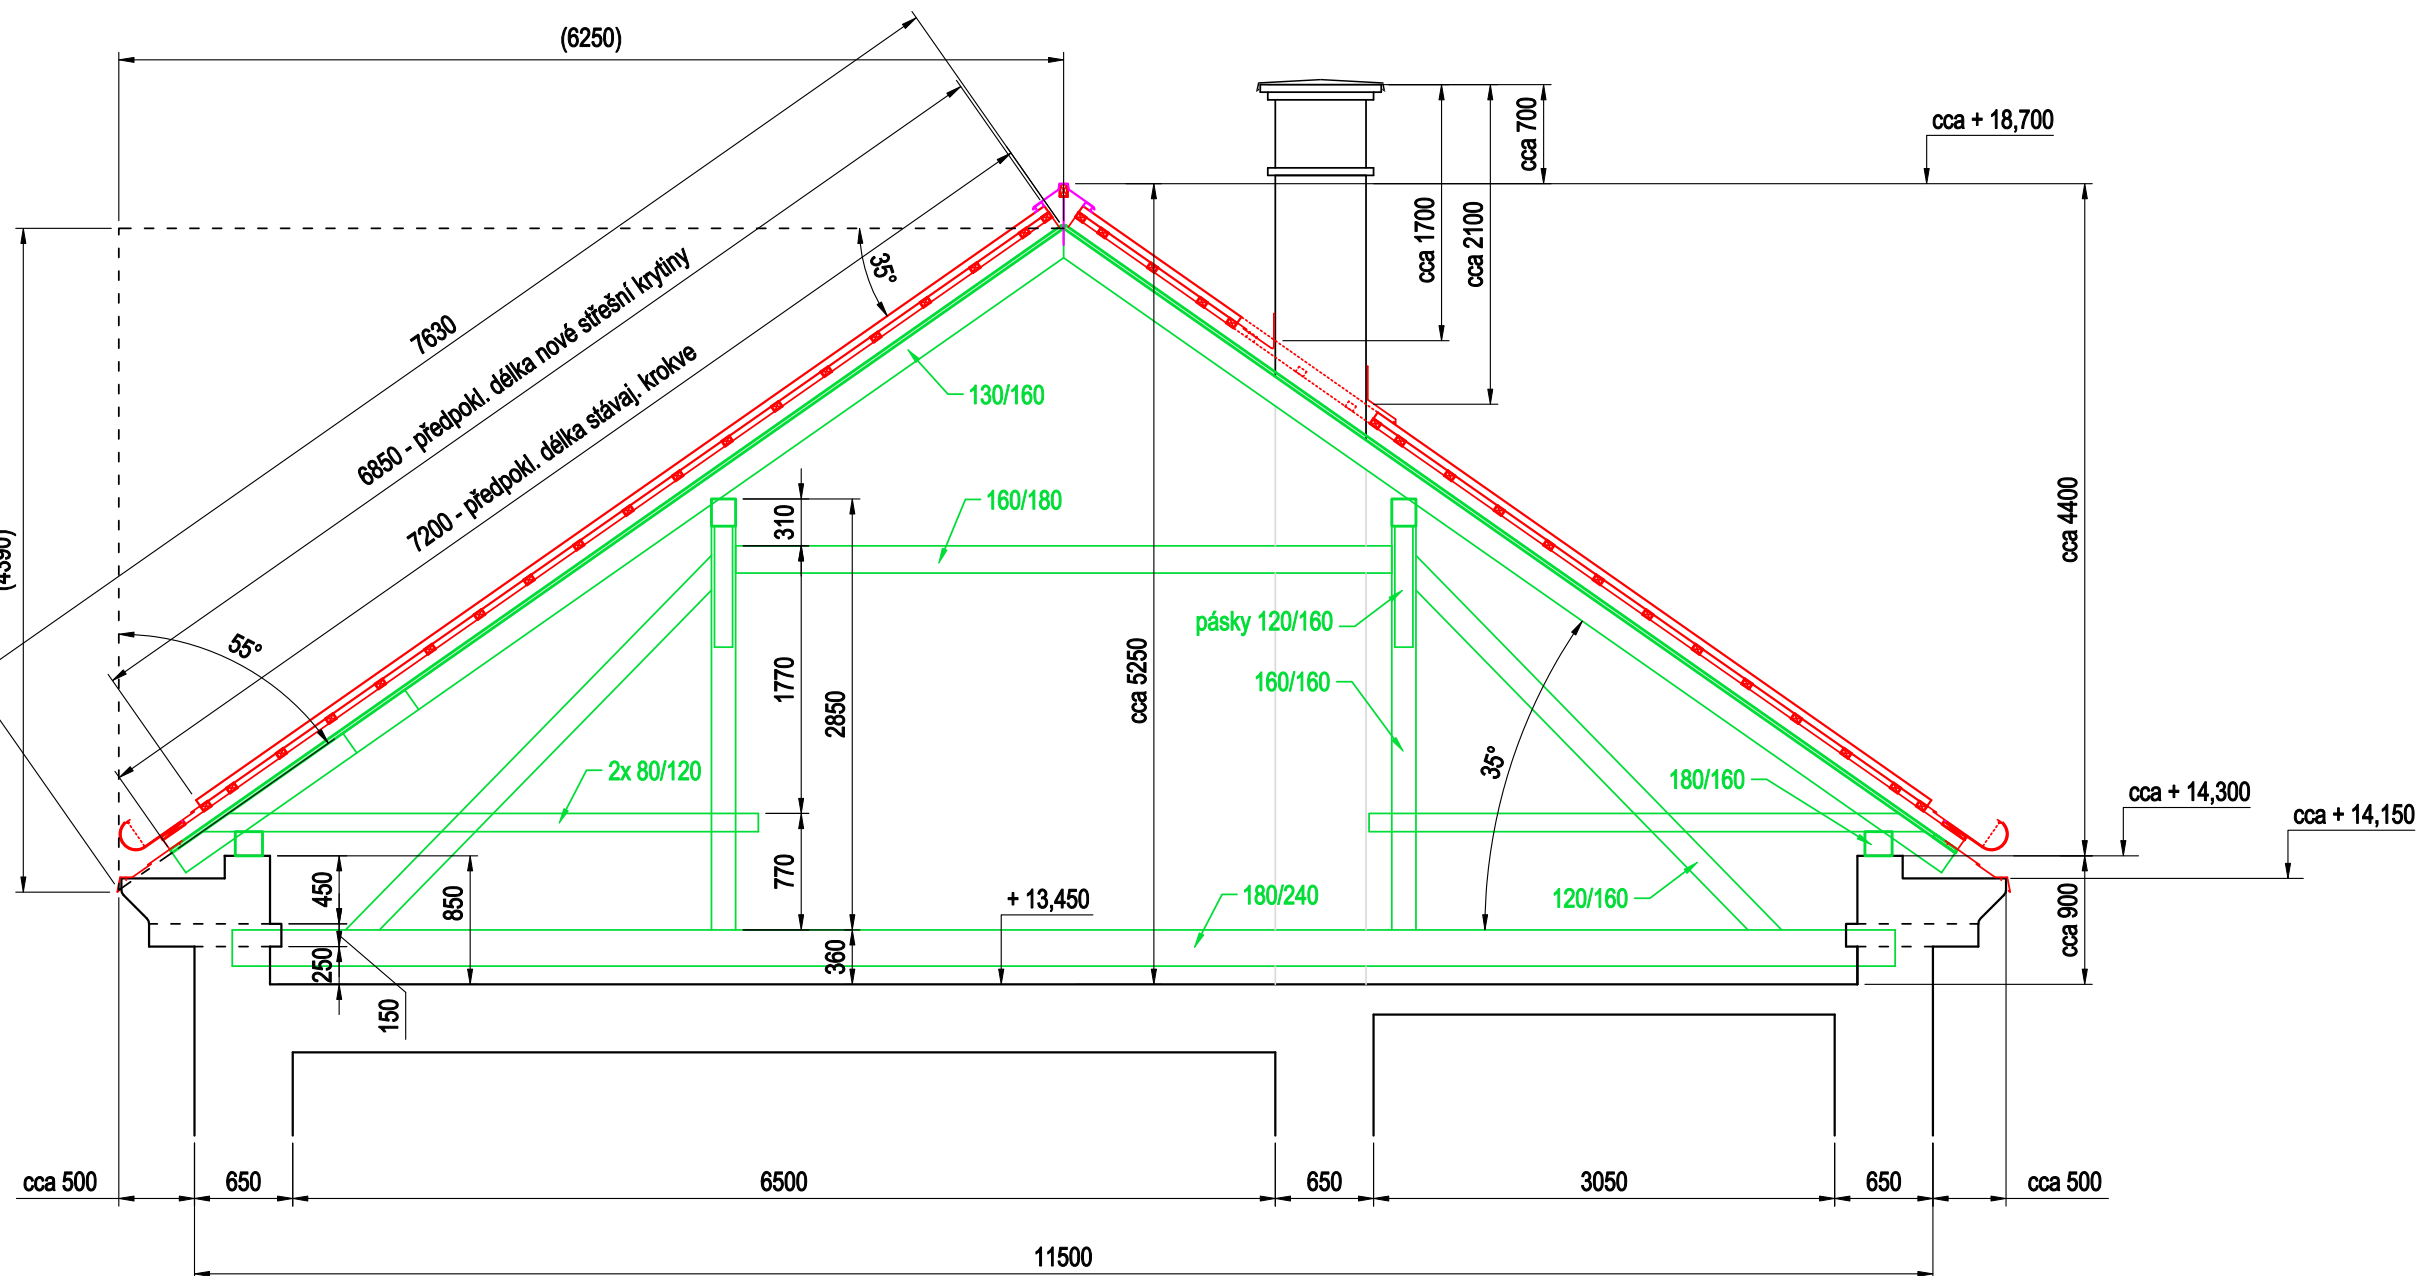 (6250)
cca + 18,700
cca 700
cca 1700
cca 2100
35°
7630
6850 - předpokl. délka nové střešní krytiny
7200 - předpokl. délka stávaj. krokve
130/160
160/180
310
cca 4400
(4390)
pásky 120/160
55°
1770
2850
cca 5250
160/160
35°
2x 80/120
180/160
cca + 14,300
cca + 14,150
770
450
850
180/240
+ 13,450
120/160
cca 900
250
360
150
cca 500
650
6500
650
3050
650
cca 500
11500